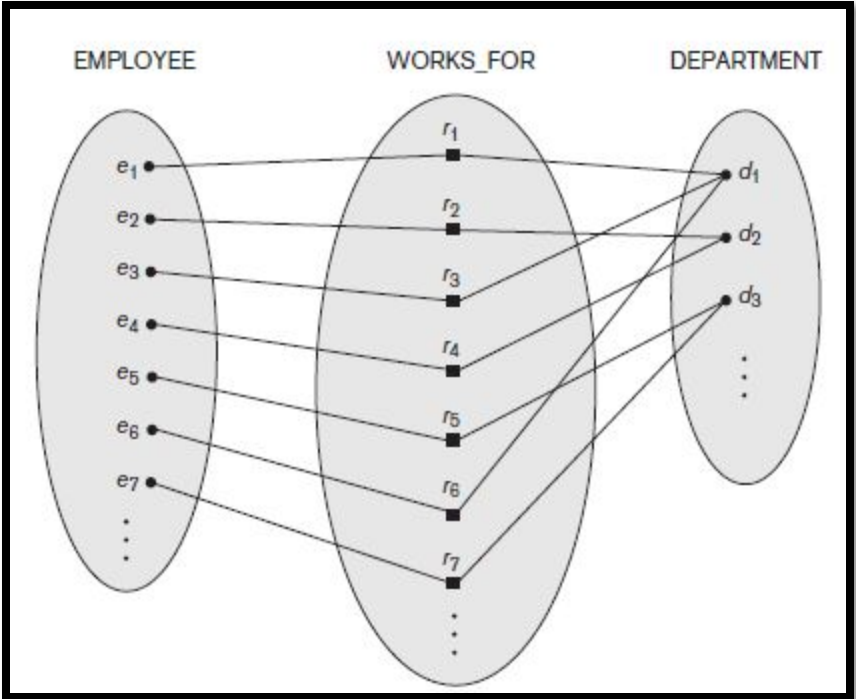 EMPLOYEE WORKS_FOR DEPARTMENT
e1 r1 d1
e2 r2 d2
e3 r3 d3
e4 r4
e5 r5
e6 r6
e7 r7